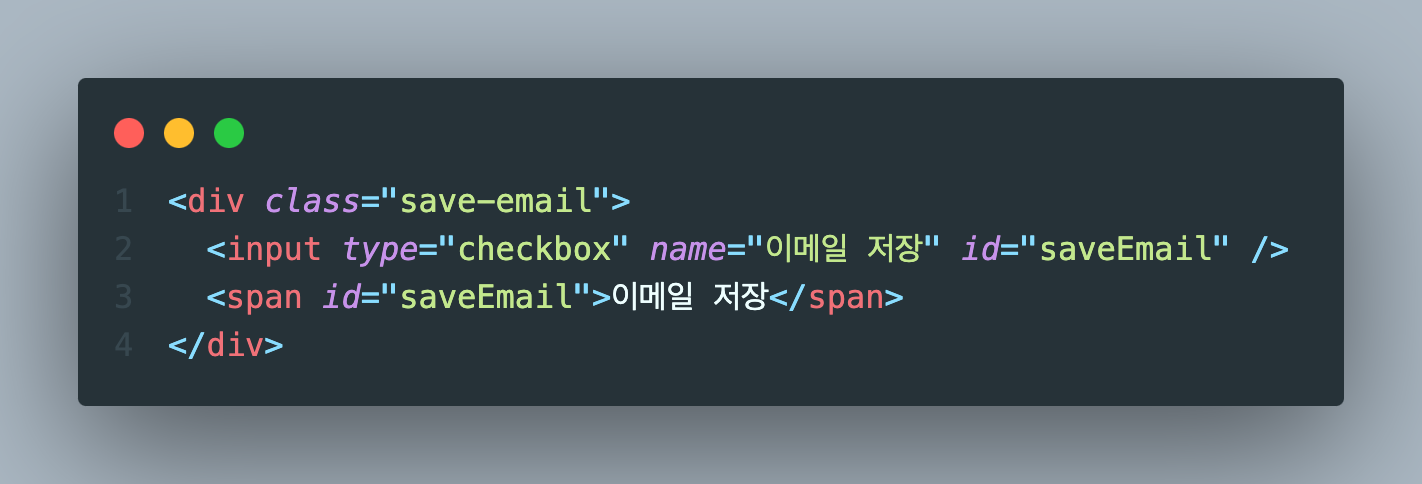 1 <div class="save-email">
2   <input type="checkbox" name="이메일 저장" id="saveEmail" />
3   <span id="saveEmail">이메일 저장</span>
4 </div>